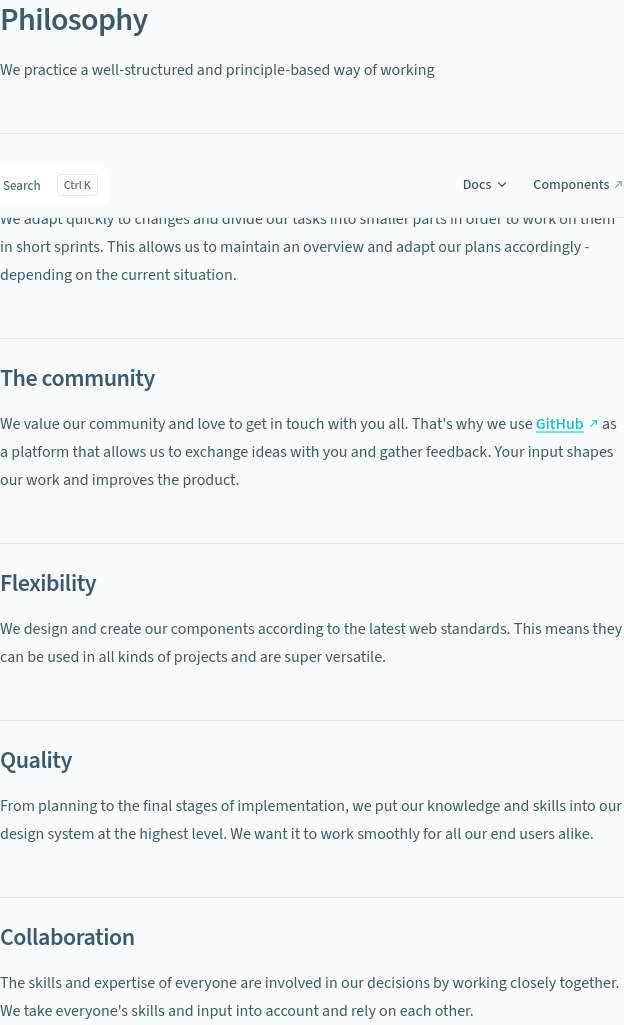 Philosophy
We practice a well-structured and principle-based way of working
Search Ctrl K Docs Components
We adapt quickly to changes and divide our tasks into smaller parts in order to work on them
in short sprints. This allows us to maintain an overview and adapt our plans accordingly -
depending on the current situation.
The community
We value our community and love to get in touch with you all. That's why we use GitHub as
a platform that allows us to exchange ideas with you and gather feedback. Your input shapes
our work and improves the product.
Flexibility
We design and create our components according to the latest web standards. This means they
can be used in all kinds of projects and are super versatile.
Quality
From planning to the final stages of implementation, we put our knowledge and skills into our
design system at the highest level. We want it to work smoothly for all our end users alike.
Collaboration
The skills and expertise of everyone are involved in our decisions by working closely together.
We take everyone's skills and input into account and rely on each other.